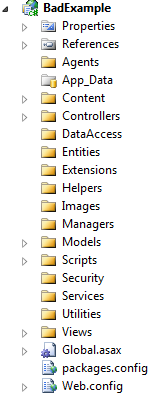 BadExample
Properties
References
Agents
App_Data
Content
Controllers
DataAccess
Entities
Extensions
Helpers
Images
Managers
Models
Scripts
Security
Services
Utilities
Views
Global.asax
packages.config
Web.config